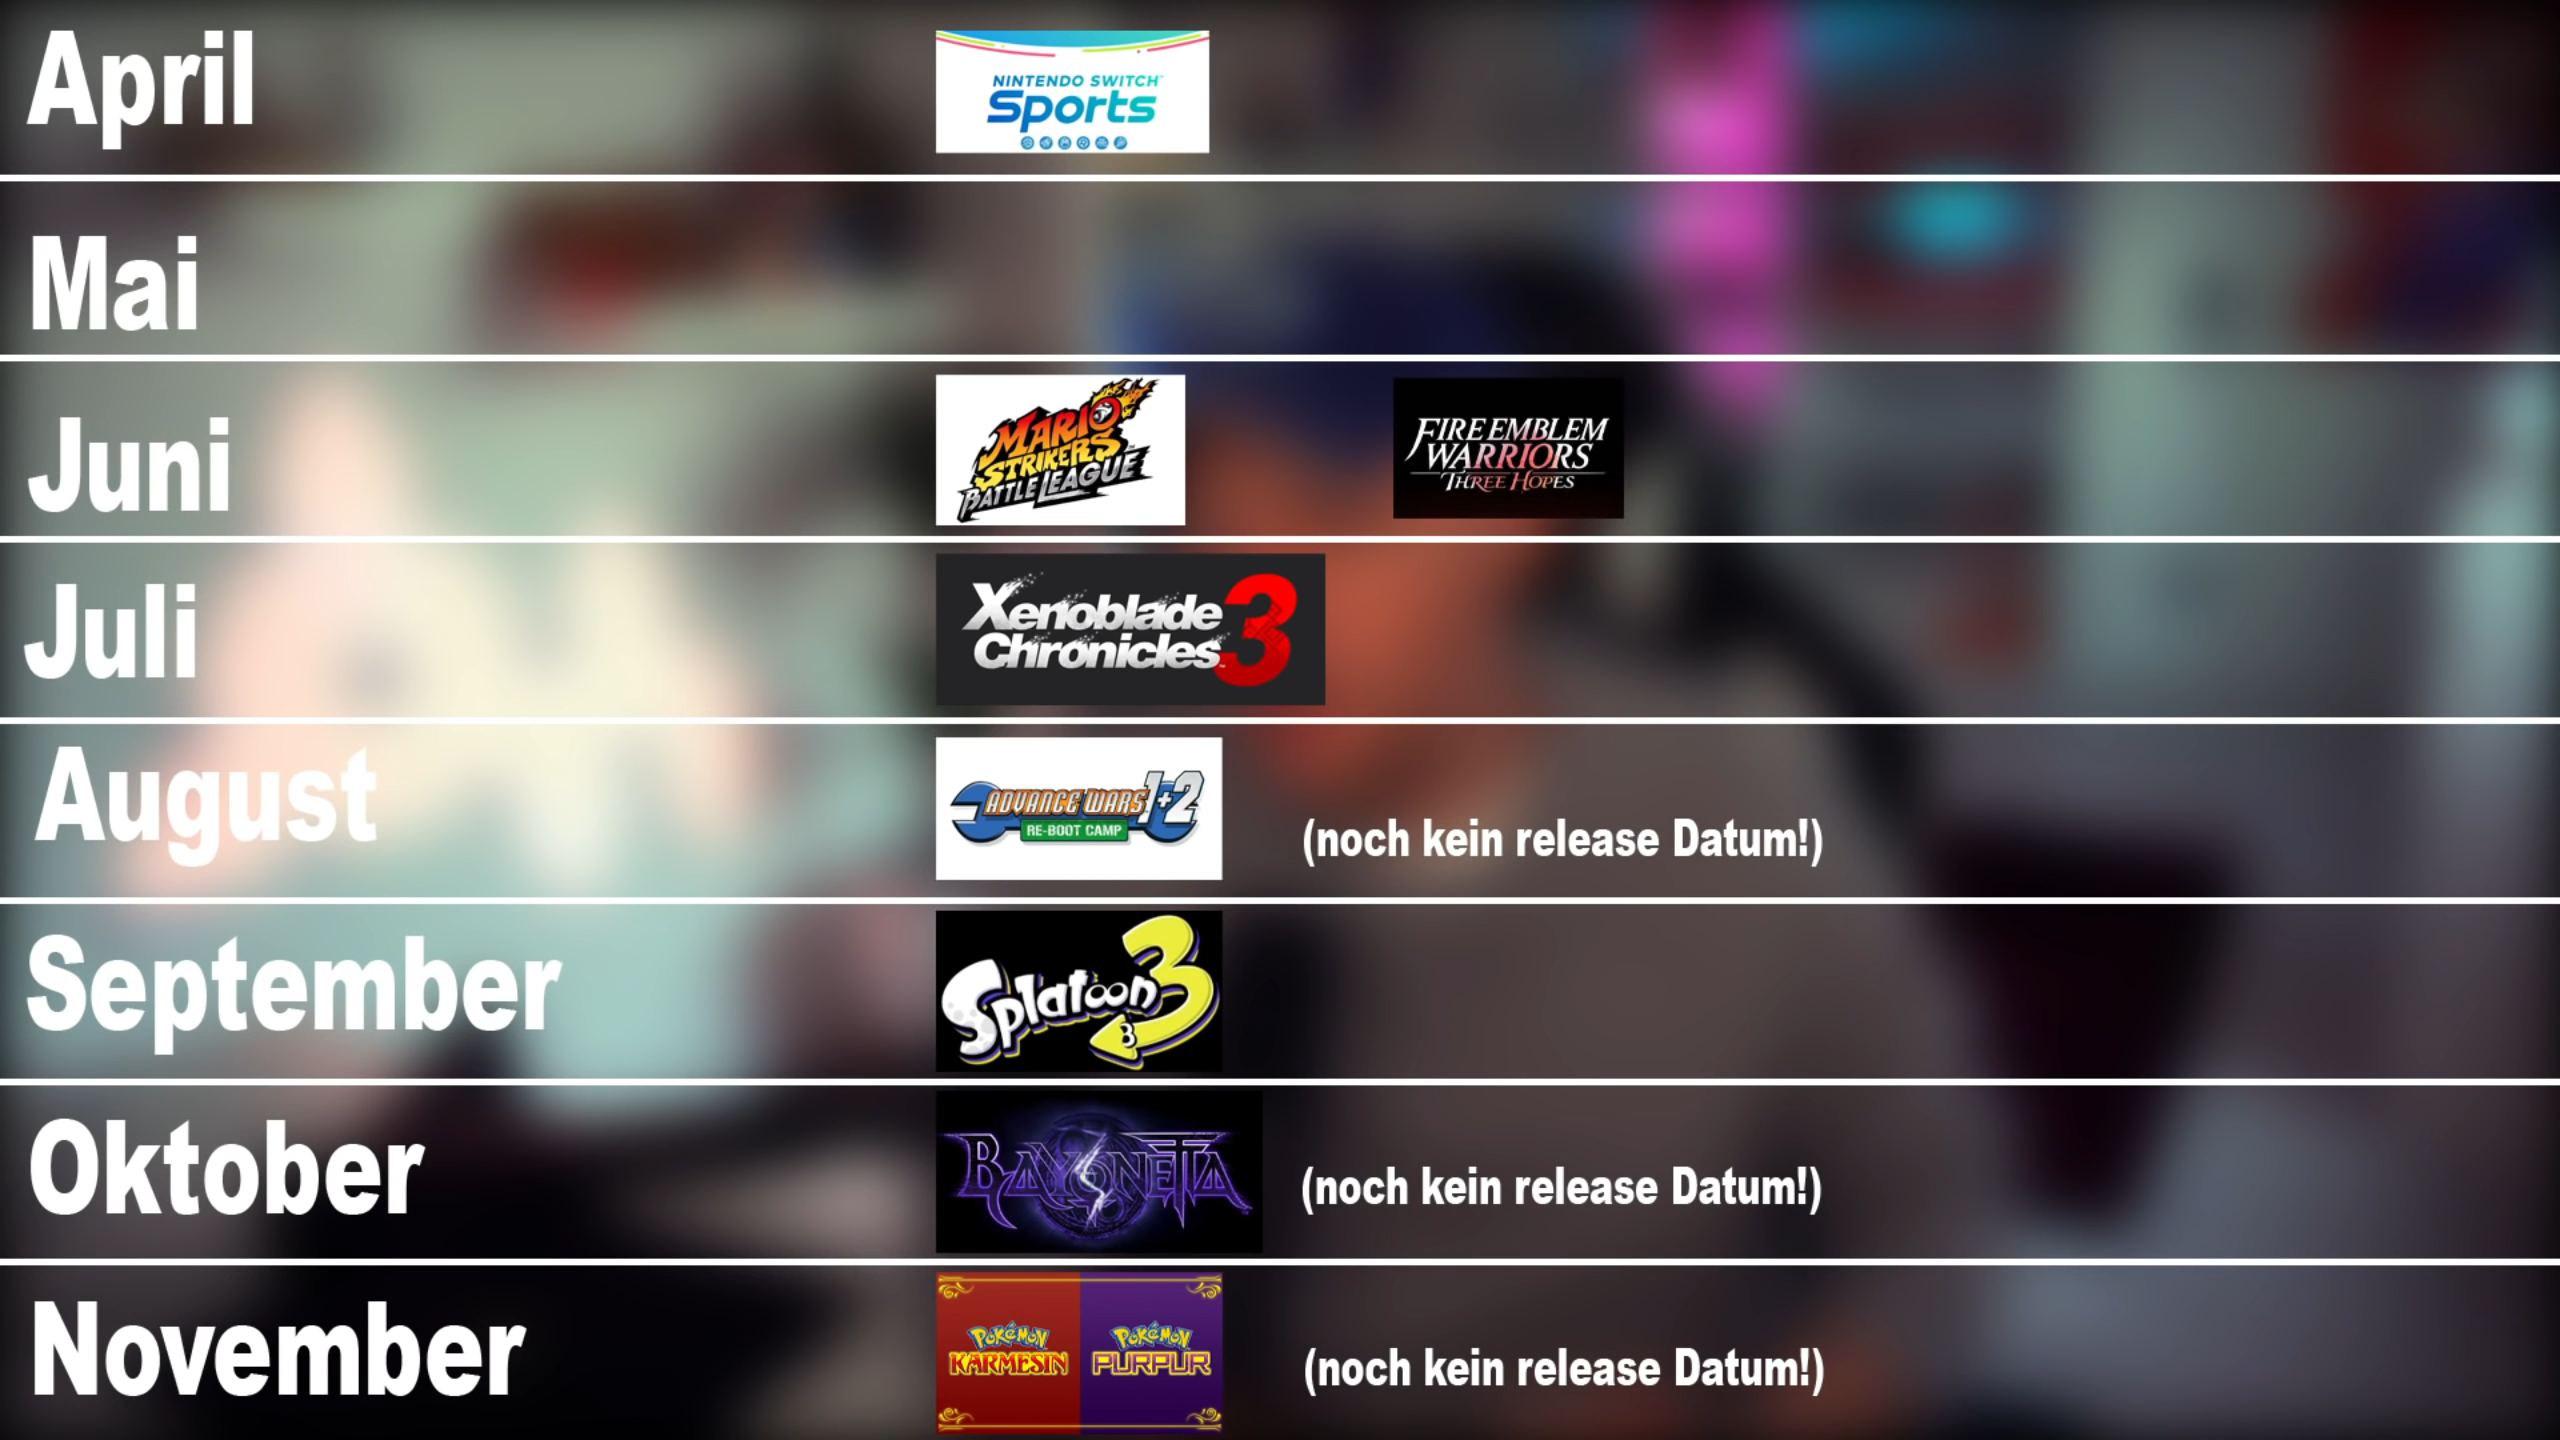 April
NINTENDO SWITCH
Sports
Mai
Juni
MARIO
STRIKERS
BATTLE LEAGUE
FIRE EMBLEM
WARRIORS
THREE HOPES
Juli
Xenoblade
Chronicles 3
August
ADVANCE WARS 1+2
RE-BOOT CAMP
(noch kein release Datum!)
September
Splatoon 3
3
Oktober
BAYONETTA
3
(noch kein release Datum!)
November
POKéMON
KARMESIN
POKéMON
PURPUR
(noch kein release Datum!)